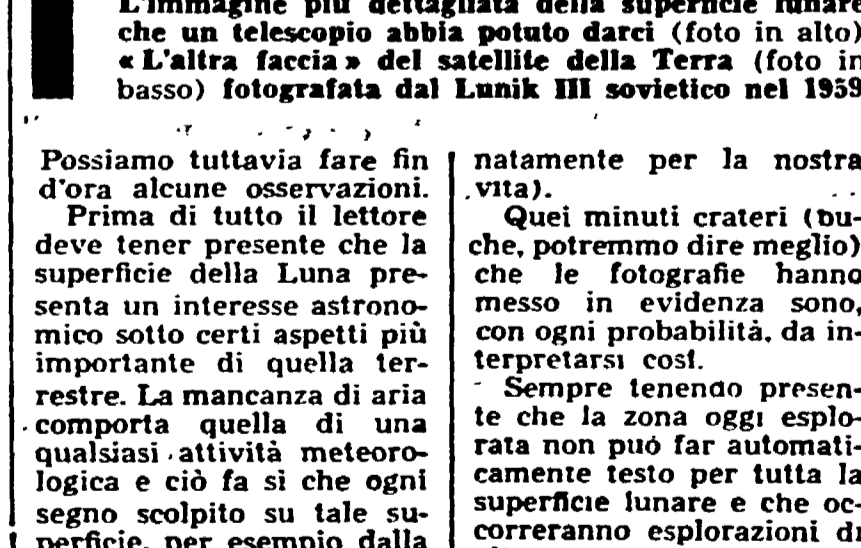 L'immagine più dettagliata della superficie lunare
che un telescopio abbia potuto darci (foto in alto)
« L'altra faccia » del satellite della Terra (foto in
basso) fotografata dal Lunik III sovietico nel 1959
Possiamo tuttavia fare fin
d'ora alcune osservazioni.
Prima di tutto il lettore
deve tener presente che la
superficie della Luna pre-
senta un interesse astrono-
mico sotto certi aspetti più
importante di quella ter-
restre. La mancanza di aria
comporta quella di una
qualsiasi attività meteoro-
logica e ciò fa sì che ogni
segno scolpito su tale su-
perficie, per esempio dalla
natamente per la nostra
vita).
Quei minuti crateri (bu-
che, potremmo dire meglio)
che le fotografie hanno
messo in evidenza sono,
con ogni probabilità, da in-
terpretarsi così.
Sempre tenendo presen-
te che la zona oggi esplo-
rata non può far automati-
camente testo per tutta la
superficie lunare e che oc-
correranno esplorazioni di